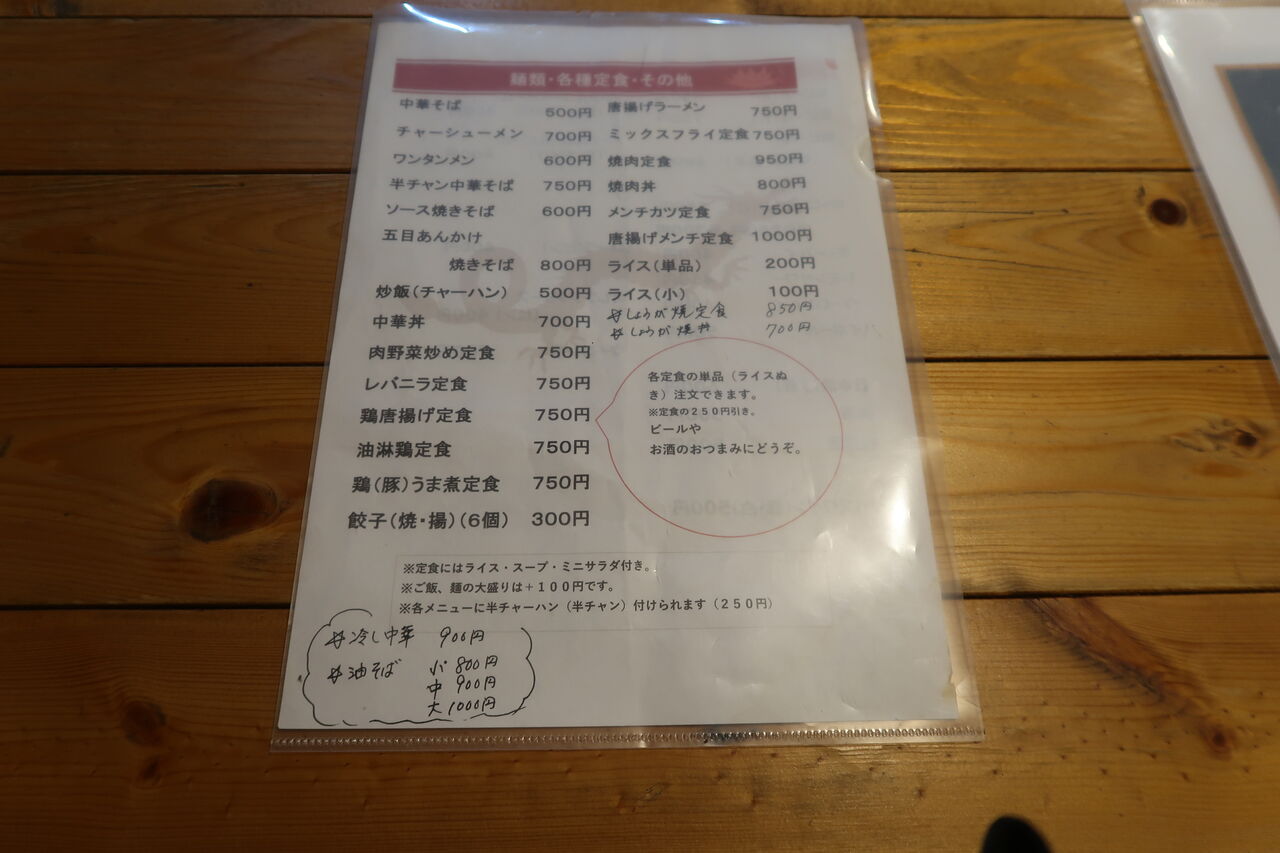 麺類・各種定食・その他
中華そば 500円
チャーシューメン 700円
ワンタンメン 600円
半チャン中華そば 750円
ソース焼きそば 600円
五目あんかけ
焼きそば 800円
炒飯(チャーハン) 500円
中華丼 700円
肉野菜炒め定食 750円
レバニラ定食 750円
鶏唐揚げ定食 750円
油淋鶏定食 750円
鶏(豚)うま煮定食 750円
餃子(焼・揚)(6個) 300円
唐揚げラーメン 750円
ミックスフライ定食 750円
焼肉定食 950円
焼肉丼 800円
メンチカツ定食 750円
唐揚げメンチ定食 1000円
ライス(単品) 200円
ライス(小) 100円
しょうが焼定食 850円
しょうが焼丼 700円
各定食の単品(ライスぬ
き)注文できます。
※定食の250円引き。
ビールや
お酒のおつまみにどうぞ。
※定食にはライス・スープ・ミニサラダ付き。
※ご飯、麺の大盛りは+100円です。
※各メニューに半チャーハン(半チャン)付けられます(250円)
冷し中華 900円
油そば 小 800円
中 900円
大 1000円